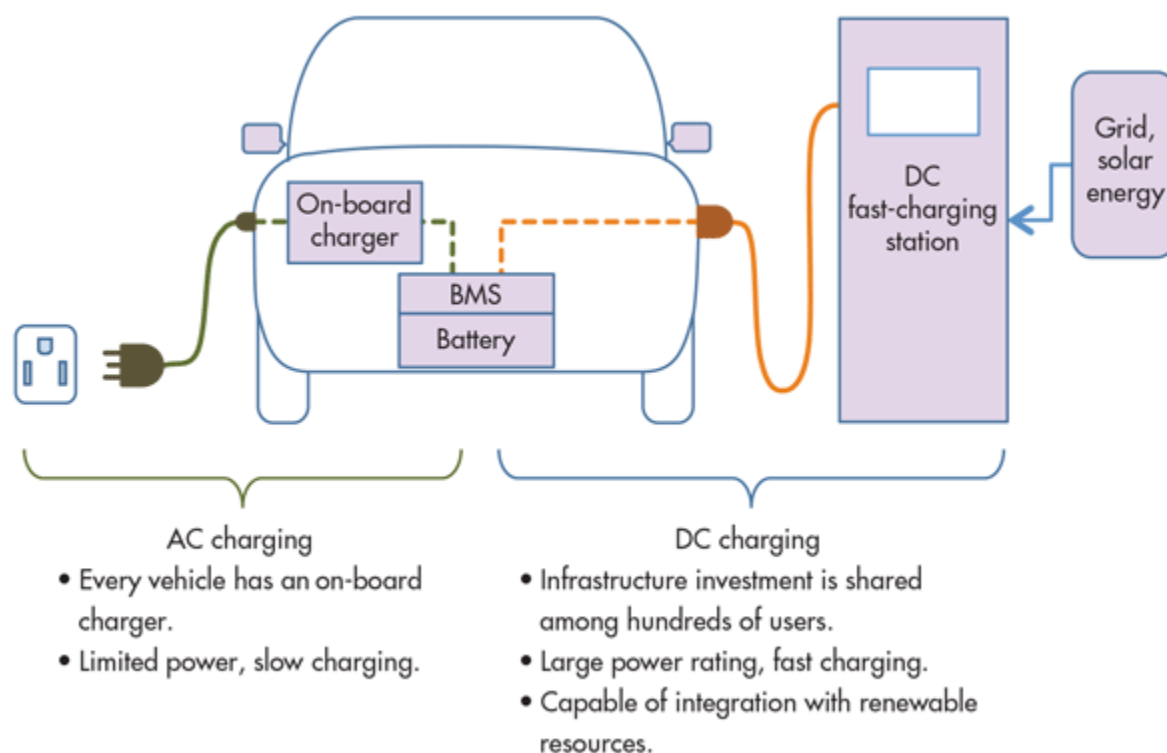 On-board
charger
BMS
Battery
DC
fast-charging
station
Grid,
solar
energy
AC charging
• Every vehicle has an on-board
charger.
• Limited power, slow charging.
DC charging
• Infrastructure investment is shared
among hundreds of users.
• Large power rating, fast charging.
• Capable of integration with renewable
resources.